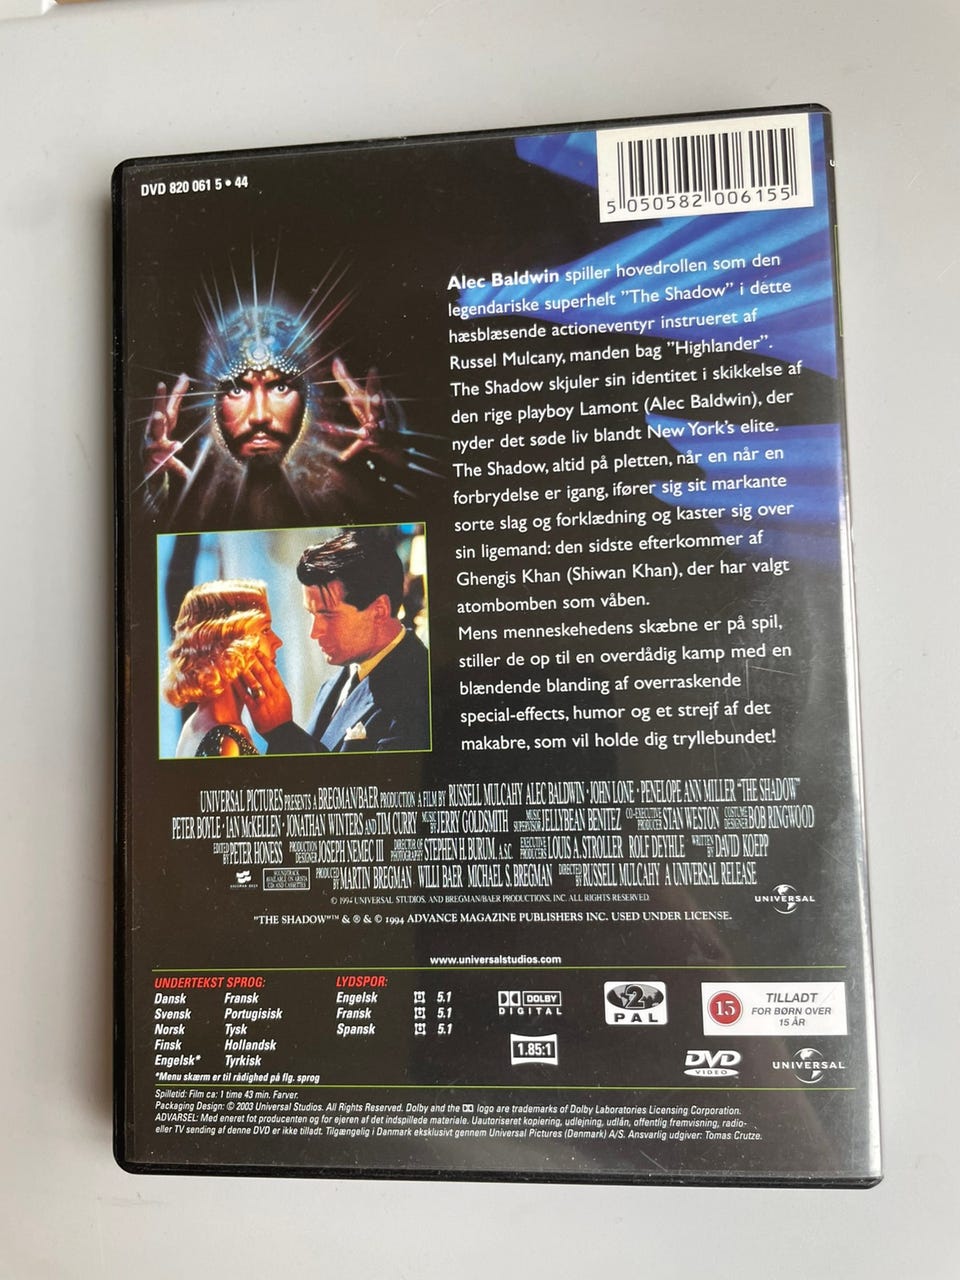 DVD 820 061 5 • 44
5 050582 006155
Alec Baldwin spiller hovedrollen som den
legendariske superhelt "The Shadow" i dette
hæsblæsende actioneventyr instrueret af
Russel Mulcany, manden bag "Highlander".
The Shadow skjuler sin identitet i skikkelse af
den rige playboy Lamont (Alec Baldwin), der
nyder det søde liv blandt New York's elite.
The Shadow, altid på pletten, når en når en
forbrydelse er igang, ifører sig sit markante
sorte slag og forklædning og kaster sig over
sin ligemand: den sidste efterkommer af
Ghengis Khan (Shiwan Khan), der har valgt
atombomben som våben.
Mens menneskehedens skæbne er på spil,
stiller de op til en overdådig kamp med en
blændende blanding af overraskende
special-effects, humor og et strejf af det
makabre, som vil holde dig tryllebundet!
UNIVERSAL PICTURES PRESENTS A BREGMAN/BAER PRODUCTION A FILM BY RUSSELL MULCAHY ALEC BALDWIN · JOHN LONE · PENELOPE ANN MILLER "THE SHADOW"
PETER BOYLE · IAN McKELLEN · JONATHAN WINTERS AND TIM CURRY MUSIC BY JERRY GOLDSMITH MUSIC SUPERVISOR JELLYBEAN BENITEZ CO-EXECUTIVE PRODUCER STAN WESTON COSTUME DESIGNER BOB RINGWOOD
EDITED BY PETER HONESS PRODUCTION DESIGNER JOSEPH NEMEC III DIRECTOR OF PHOTOGRAPHY STEPHEN H. BURUM, A.S.C. EXECUTIVE PRODUCERS LOUIS A. STROLLER ROLF DEYHLE WRITTEN BY DAVID KOEPP
BREGMAN BAER SOUNDTRACK AVAILABLE ON ARISTA CD'S AND CASSETTES PRODUCED BY MARTIN BREGMAN WILLI BAER MICHAEL S. BREGMAN DIRECTED BY RUSSELL MULCAHY A UNIVERSAL RELEASE
© 1994 UNIVERSAL STUDIOS, AND BREGMAN/BAER PRODUCTIONS, INC. ALL RIGHTS RESERVED.
UNIVERSAL
"THE SHADOW"™ & ® & © 1994 ADVANCE MAGAZINE PUBLISHERS INC. USED UNDER LICENSE.
www.universalstudios.com
UNDERTEKST SPROG:
Dansk Fransk
Svensk Portugisisk
Norsk Tysk
Finsk Hollandsk
Engelsk* Tyrkisk
*Menu skærm er til rådighed på flg. sprog
LYDSPOR:
Engelsk 5.1
Fransk 5.1
Spansk 5.1
DOLBY
DIGITAL
1.85:1
2
PAL
15
TILLADT
FOR BØRN OVER
15 ÅR
DVD
VIDEO
UNIVERSAL
Spilletid: Film ca: 1 time 43 min. Farver.
Packaging Design: © 2003 Universal Studios. All Rights Reserved. Dolby and the DD logo are trademarks of Dolby Laboratories Licensing Corporation.
ADVARSEL: Med eneret fot producenten og for ejeren af det indspillede materiale. Uautoriseret kopiering, udlejning, udlån, offentlig fremvisning, radio-
eller TV sending af denne DVD er ikke tilladt. Tilgængelig i Danmark eksklusivt gennem Universal Pictures (Denmark) A/S. Ansvarlig udgiver: Tomas Crutze.